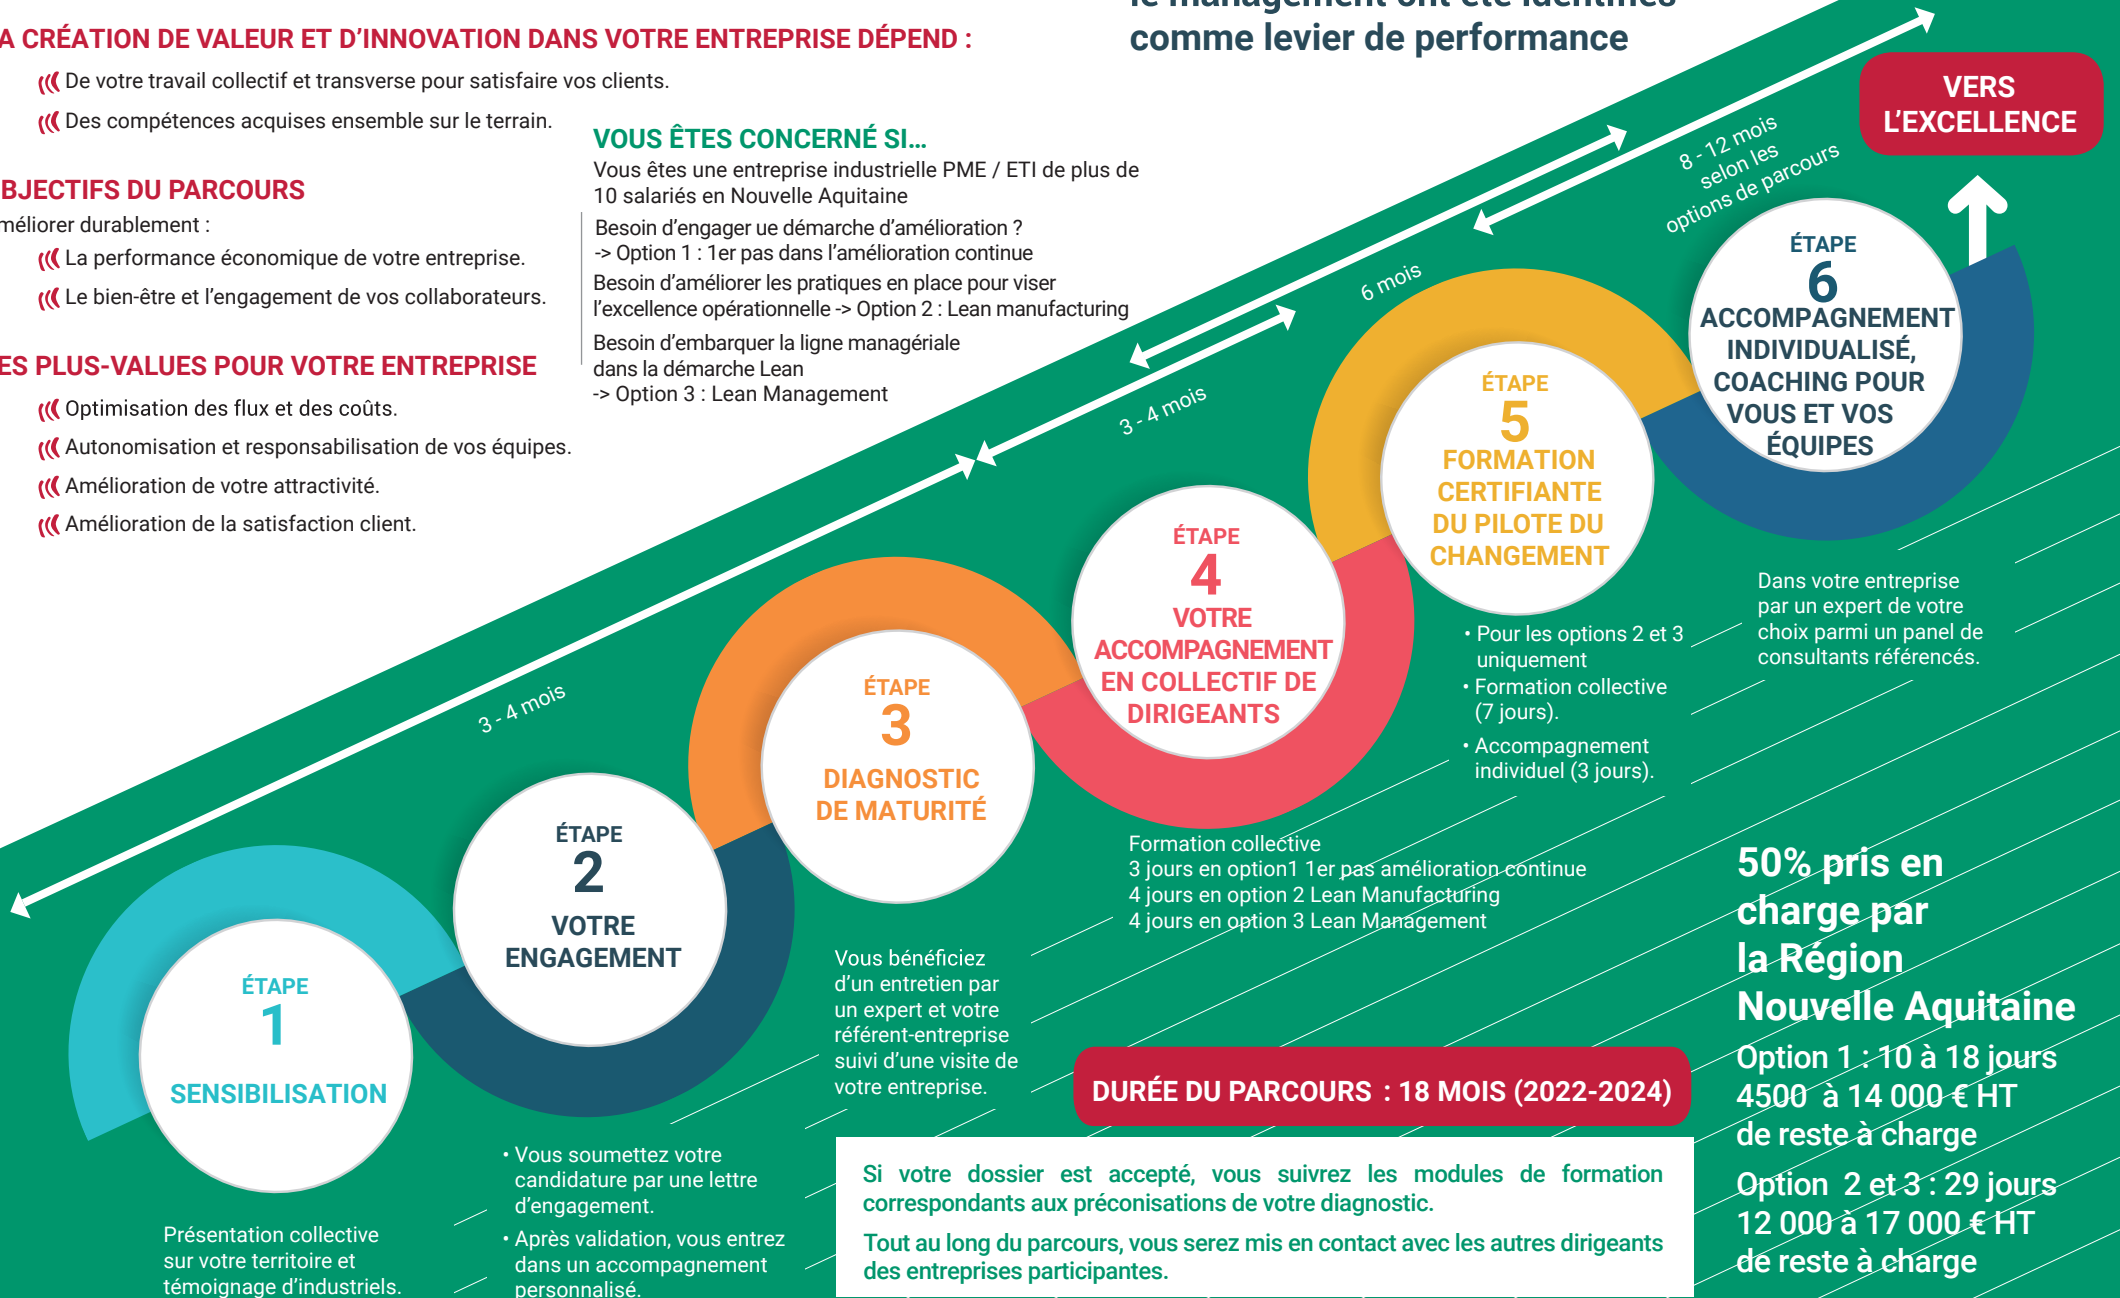 le management ont été identifiés
comme levier de performance
A CRÉATION DE VALEUR ET D'INNOVATION DANS VOTRE ENTREPRISE DÉPEND :
De votre travail collectif et transverse pour satisfaire vos clients.
Des compétences acquises ensemble sur le terrain.
BJECTIFS DU PARCOURS
méliorer durablement :
La performance économique de votre entreprise.
Le bien-être et l'engagement de vos collaborateurs.
ES PLUS-VALUES POUR VOTRE ENTREPRISE
Optimisation des flux et des coûts.
Autonomisation et responsabilisation de vos équipes.
Amélioration de votre attractivité.
Amélioration de la satisfaction client.
VOUS ÊTES CONCERNÉ SI...
Vous êtes une entreprise industrielle PME / ETI de plus de
10 salariés en Nouvelle Aquitaine
Besoin d'engager ue démarche d'amélioration ?
-> Option 1 : 1er pas dans l'amélioration continue
Besoin d'améliorer les pratiques en place pour viser
l'excellence opérationnelle -> Option 2 : Lean manufacturing
Besoin d'embarquer la ligne managériale
dans la démarche Lean
-> Option 3 : Lean Management
3 - 4 mois
3 - 4 mois
6 mois
8 - 12 mois
selon les
options de parcours
VERS
L'EXCELLENCE
ÉTAPE
1
SENSIBILISATION
Présentation collective
sur votre territoire et
témoignage d'industriels.
ÉTAPE
2
VOTRE
ENGAGEMENT
• Vous soumettez votre
candidature par une lettre
d'engagement.
• Après validation, vous entrez
dans un accompagnement
personnalisé.
ÉTAPE
3
DIAGNOSTIC
DE MATURITÉ
Vous bénéficiez
d'un entretien par
un expert et votre
référent-entreprise
suivi d'une visite de
votre entreprise.
ÉTAPE
4
VOTRE
ACCOMPAGNEMENT
EN COLLECTIF DE
DIRIGEANTS
Formation collective
3 jours en option1 1er pas amélioration continue
4 jours en option 2 Lean Manufacturing
4 jours en option 3 Lean Management
ÉTAPE
5
FORMATION
CERTIFIANTE
DU PILOTE DU
CHANGEMENT
• Pour les options 2 et 3
uniquement
• Formation collective
(7 jours).
• Accompagnement
individuel (3 jours).
ÉTAPE
6
ACCOMPAGNEMENT
INDIVIDUALISÉ,
COACHING POUR
VOUS ET VOS
ÉQUIPES
Dans votre entreprise
par un expert de votre
choix parmi un panel de
consultants référencés.
DURÉE DU PARCOURS : 18 MOIS (2022-2024)
Si votre dossier est accepté, vous suivrez les modules de formation
correspondants aux préconisations de votre diagnostic.
Tout au long du parcours, vous serez mis en contact avec les autres dirigeants
des entreprises participantes.
50% pris en
charge par
la Région
Nouvelle Aquitaine
Option 1 : 10 à 18 jours
4500 à 14 000 € HT
de reste à charge
Option 2 et 3 : 29 jours
12 000 à 17 000 € HT
de reste à charge